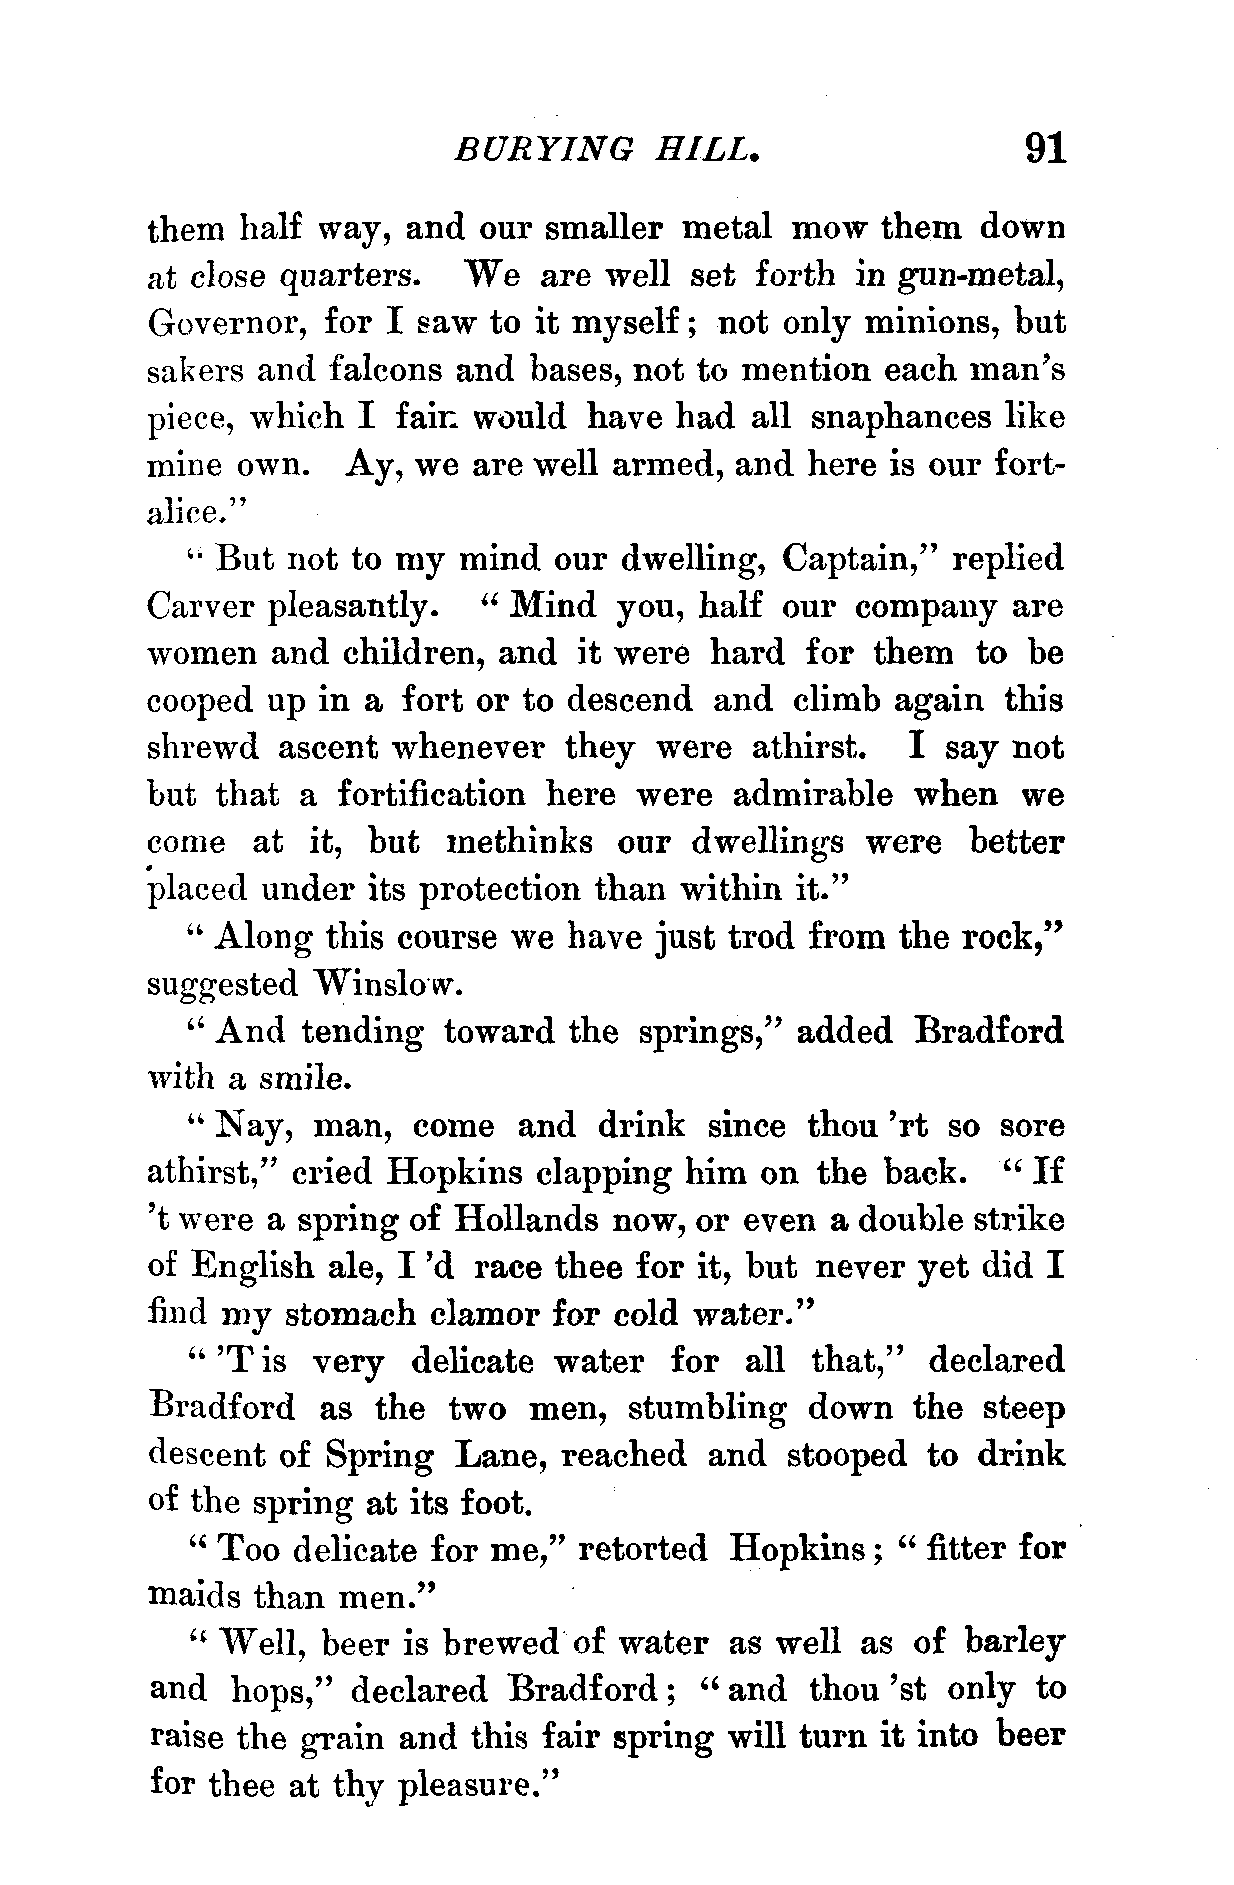 BURYING HILL. 91
them half way, and our smaller metal mow them down
at close quarters. We are well set forth in gun-metal,
Governor, for I saw to it myself; not only minions, but
sakers and falcons and bases, not to mention each man's
piece, which I fain would have had all snaphances like
mine own. Ay, we are well armed, and here is our fort-
alice."
"But not to my mind our dwelling, Captain," replied
Carver pleasantly. "Mind you, half our company are
women and children, and it were hard for them to be
cooped up in a fort or to descend and climb again this
shrewd ascent whenever they were athirst. I say not
but that a fortification here were admirable when we
come at it, but methinks our dwellings were better
placed under its protection than within it."
"Along this course we have just trod from the rock,"
suggested Winslow.
"And tending toward the springs," added Bradford
with a smile.
"Nay, man, come and drink since thou 'rt so sore
athirst," cried Hopkins clapping him on the back. "If
't were a spring of Hollands now, or even a double strike
of English ale, I 'd race thee for it, but never yet did I
find my stomach clamor for cold water."
"'T is very delicate water for all that," declared
Bradford as the two men, stumbling down the steep
descent of Spring Lane, reached and stooped to drink
of the spring at its foot.
"Too delicate for me," retorted Hopkins; "fitter for
maids than men."
"Well, beer is brewed of water as well as of barley
and hops," declared Bradford; "and thou 'st only to
raise the grain and this fair spring will turn it into beer
for thee at thy pleasure."